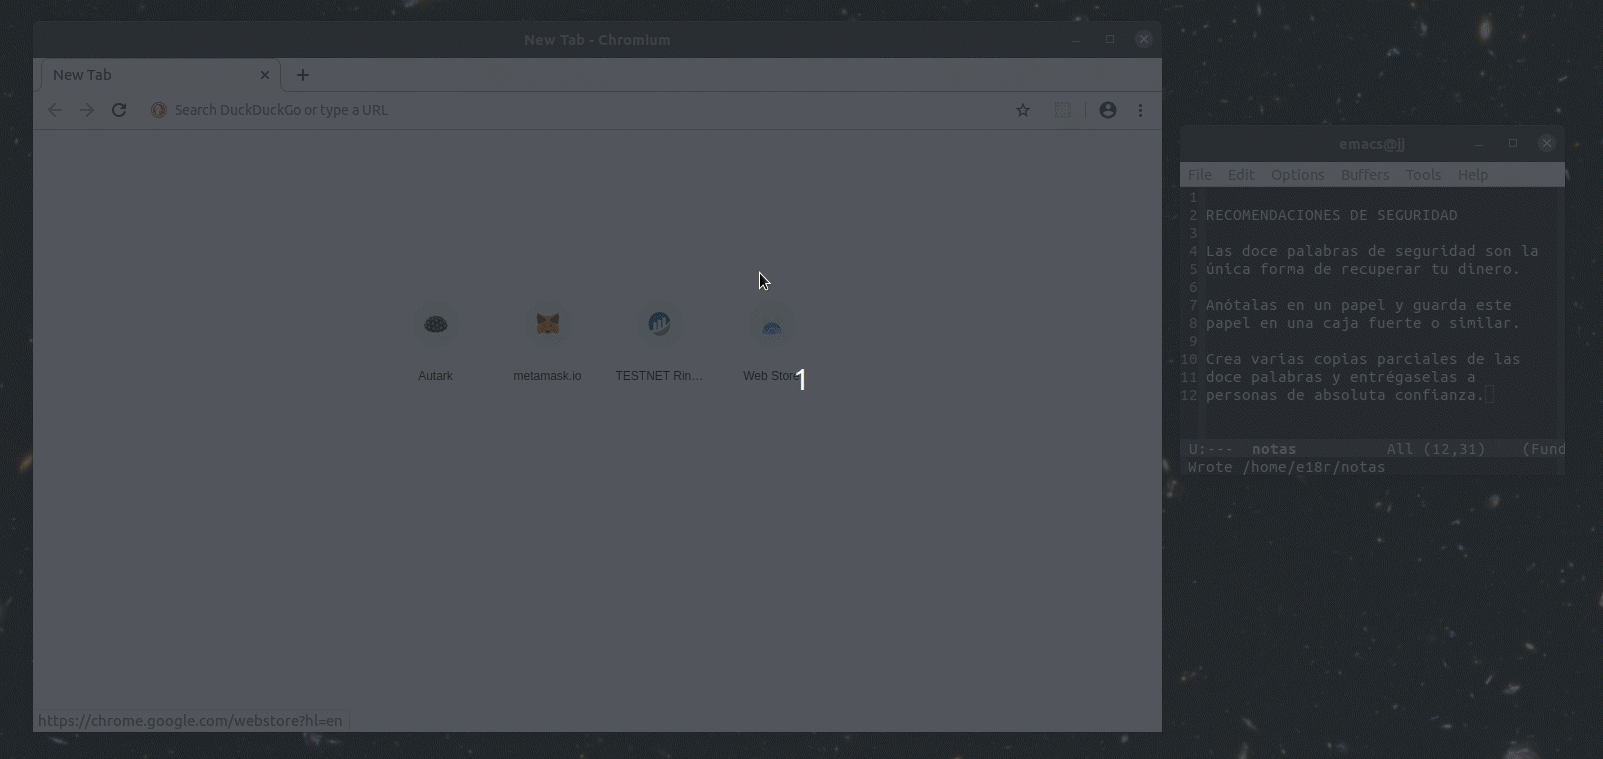 New Tab - Chromium
New Tab
Search DuckDuckGo or type a URL
Autark
metamask.io
TESTNET Rin...
Web Store
1
https://chrome.google.com/webstore?hl=en
emacs@jj
File Edit Options Buffers Tools Help
1
2 RECOMENDACIONES DE SEGURIDAD
3
4 Las doce palabras de seguridad son la
5 única forma de recuperar tu dinero.
6
7 Anótalas en un papel y guarda este
8 papel en una caja fuerte o similar.
9
10 Crea varias copias parciales de las
11 doce palabras y entrégaselas a
12 personas de absoluta confianza.
U:--- notas All (12,31) (Fund
Wrote /home/e18r/notas